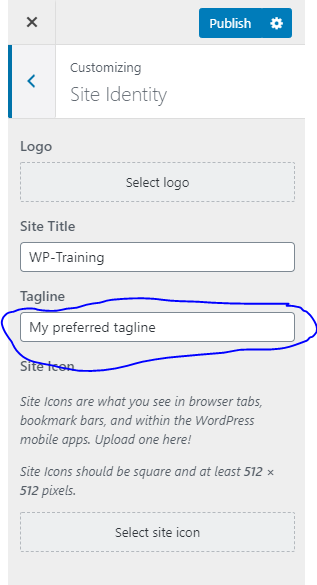 Publish
Customizing
Site Identity
Logo
Select logo
Site Title
WP-Training
Tagline
My preferred tagline
Site Icon
Site Icons are what you see in browser tabs,
bookmark bars, and within the WordPress
mobile apps. Upload one here!
Site Icons should be square and at least 512 ×
512 pixels.
Select site icon